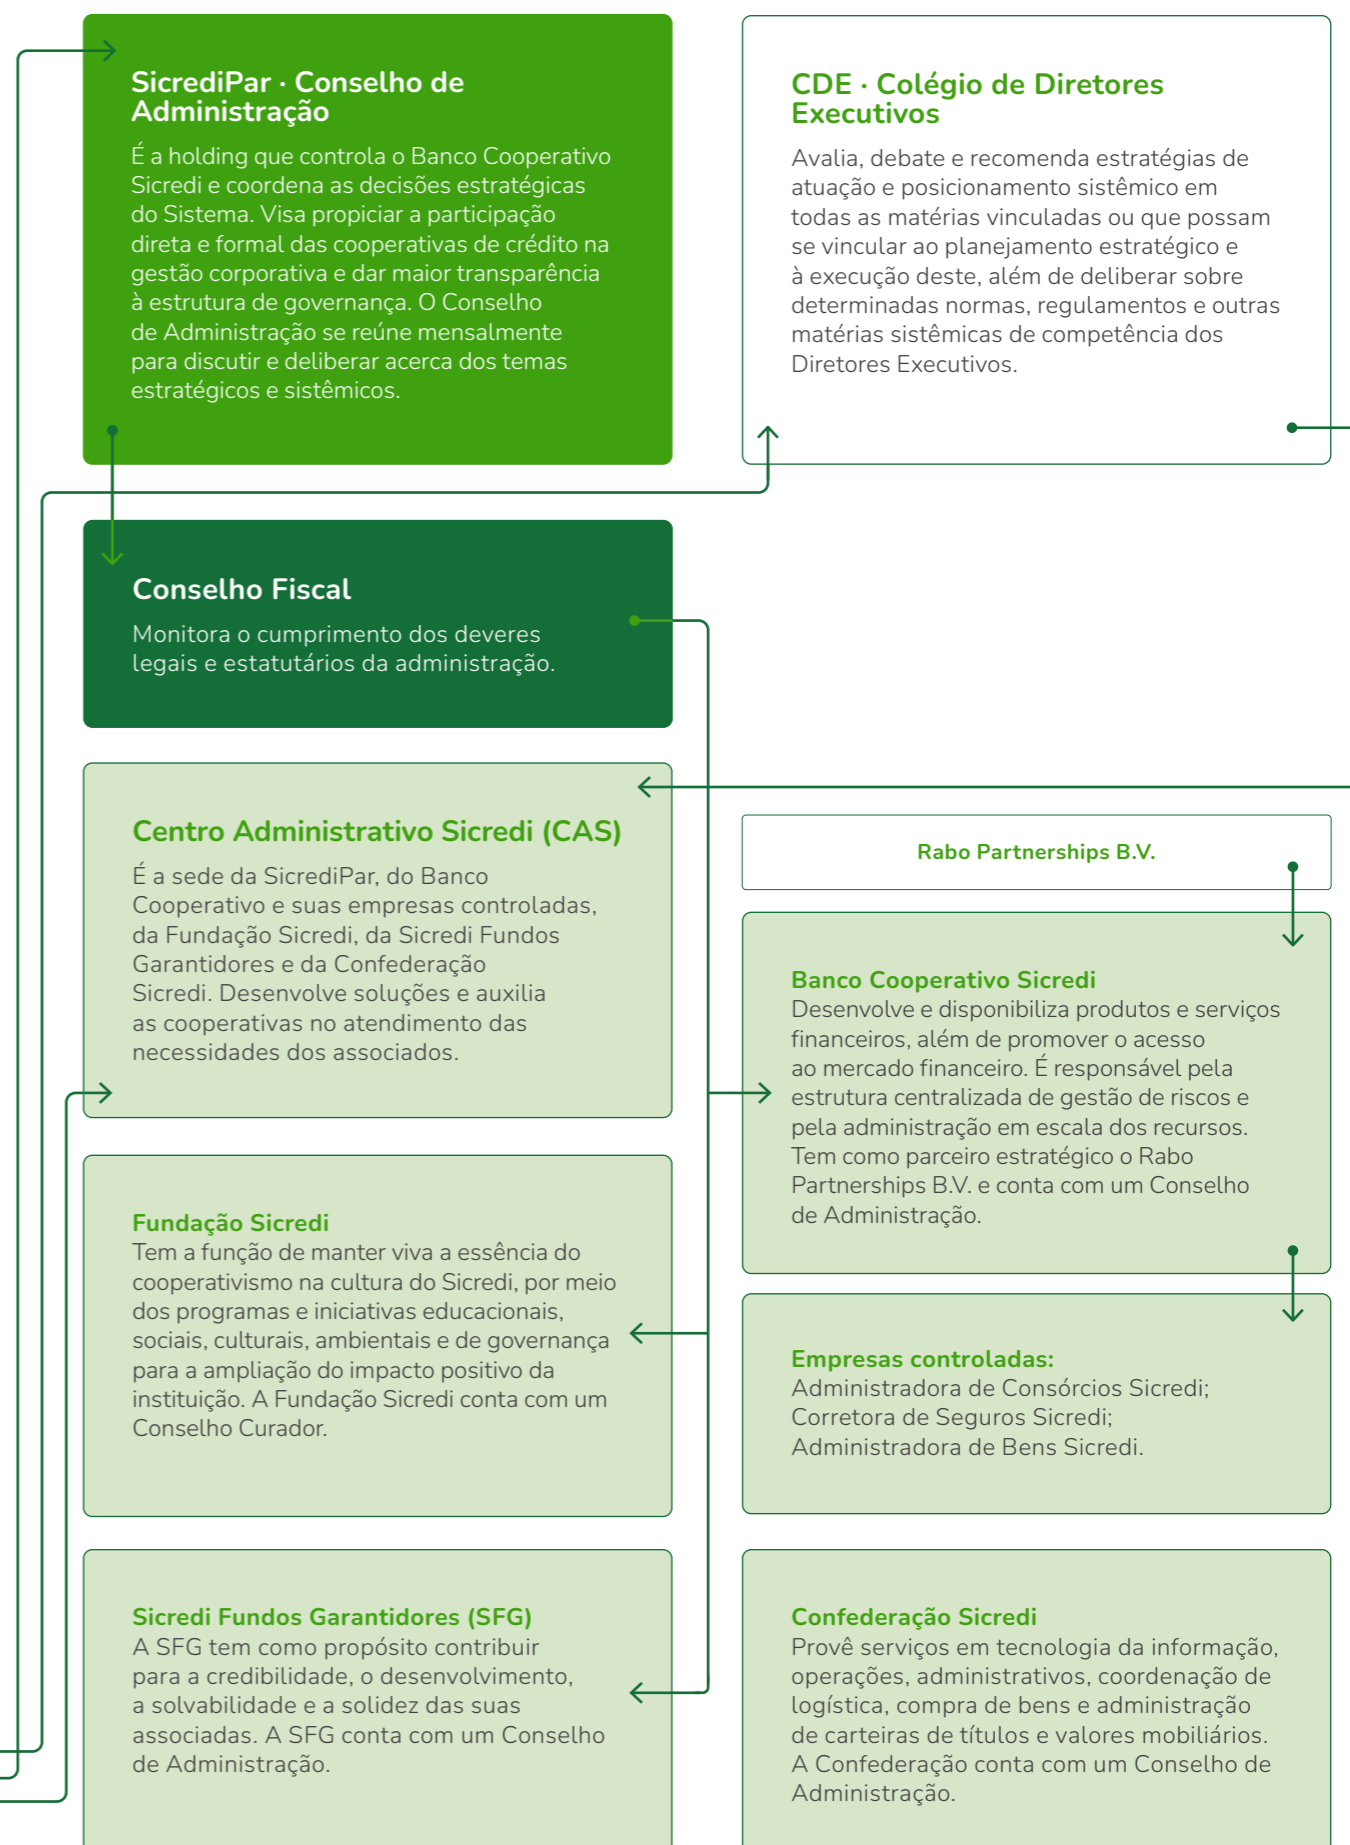 SicrediPar · Conselho de
Administração
É a holding que controla o Banco Cooperativo
Sicredi e coordena as decisões estratégicas
do Sistema. Visa propiciar a participação
direta e formal das cooperativas de crédito na
gestão corporativa e dar maior transparência
à estrutura de governança. O Conselho
de Administração se reúne mensalmente
para discutir e deliberar acerca dos temas
estratégicos e sistêmicos.
CDE · Colégio de Diretores
Executivos
Avalia, debate e recomenda estratégias de
atuação e posicionamento sistêmico em
todas as matérias vinculadas ou que possam
se vincular ao planejamento estratégico e
à execução deste, além de deliberar sobre
determinadas normas, regulamentos e outras
matérias sistêmicas de competência dos
Diretores Executivos.
Conselho Fiscal
Monitora o cumprimento dos deveres
legais e estatutários da administração.
Centro Administrativo Sicredi (CAS)
É a sede da SicrediPar, do Banco
Cooperativo e suas empresas controladas,
da Fundação Sicredi, da Sicredi Fundos
Garantidores e da Confederação
Sicredi. Desenvolve soluções e auxilia
as cooperativas no atendimento das
necessidades dos associados.
Rabo Partnerships B.V.
Banco Cooperativo Sicredi
Desenvolve e disponibiliza produtos e serviços
financeiros, além de promover o acesso
ao mercado financeiro. É responsável pela
estrutura centralizada de gestão de riscos e
pela administração em escala dos recursos.
Tem como parceiro estratégico o Rabo
Partnerships B.V. e conta com um Conselho
de Administração.
Fundação Sicredi
Tem a função de manter viva a essência do
cooperativismo na cultura do Sicredi, por meio
dos programas e iniciativas educacionais,
sociais, culturais, ambientais e de governança
para a ampliação do impacto positivo da
instituição. A Fundação Sicredi conta com um
Conselho Curador.
Empresas controladas:
Administradora de Consórcios Sicredi;
Corretora de Seguros Sicredi;
Administradora de Bens Sicredi.
Sicredi Fundos Garantidores (SFG)
A SFG tem como propósito contribuir
para a credibilidade, o desenvolvimento,
a solvabilidade e a solidez das suas
associadas. A SFG conta com um Conselho
de Administração.
Confederação Sicredi
Provê serviços em tecnologia da informação,
operações, administrativos, coordenação de
logística, compra de bens e administração
de carteiras de títulos e valores mobiliários.
A Confederação conta com um Conselho de
Administração.